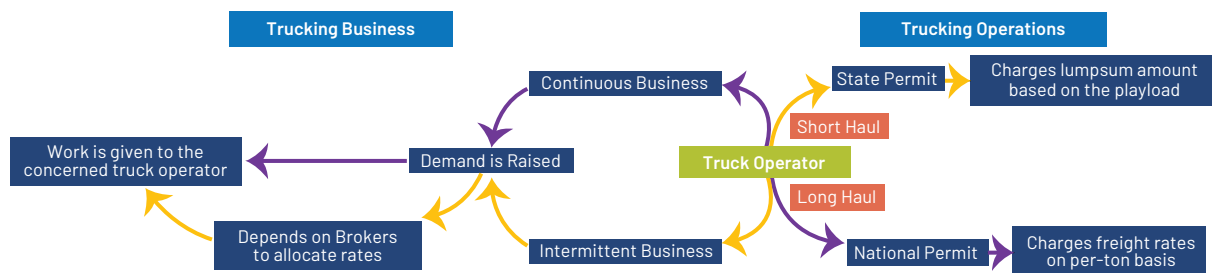 Trucking Business
Trucking Operations
Continuous Business
State Permit
Charges lumpsum amount
based on the playload
Short Haul
Work is given to the
concerned truck operator
Demand is Raised
Truck Operator
Long Haul
Depends on Brokers
to allocate rates
Intermittent Business
National Permit
Charges freight rates
on per-ton basis